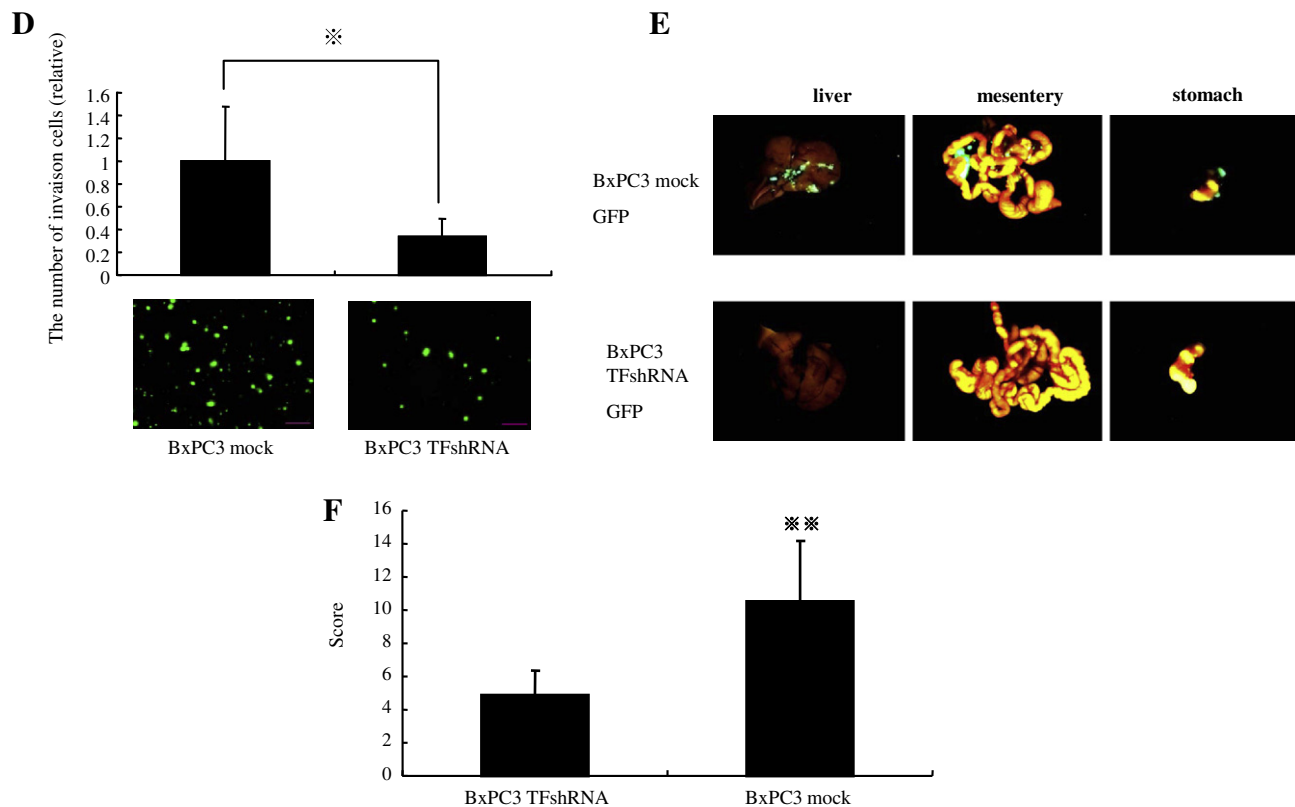 D
The number of invaison cells (relative)
※
1.6
1.4
1.2
1
0.8
0.6
0.4
0.2
0
BxPC3 mock
BxPC3 TFshRNA
E
liver
mesentery
stomach
BxPC3 mock
GFP
BxPC3
TFshRNA
GFP
F
Score
16
14
12
10
8
6
4
2
0
※※
BxPC3 TFshRNA
BxPC3 mock